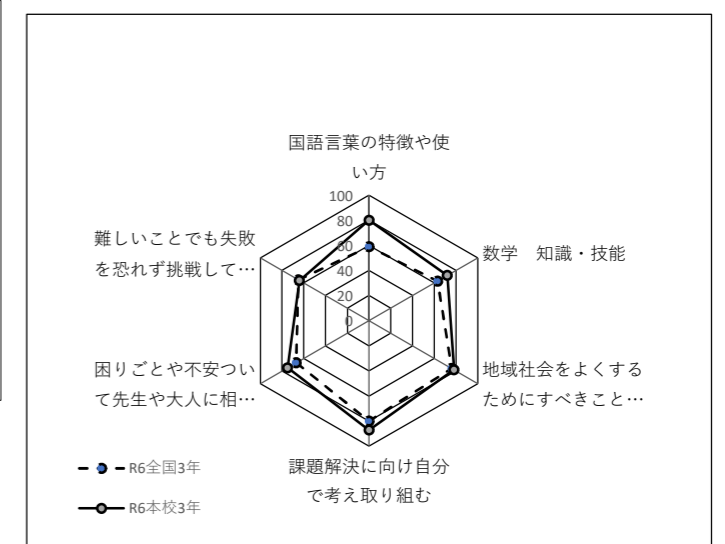 国語言葉の特徴や使
い方
100
80
60
40
20
0
数学　知識・技能
地域社会をよくする
ためにすべきこと…
課題解決に向け自分
で考え取り組む
困りごとや不安つい
て先生や大人に相…
難しいことでも失敗
を恐れず挑戦して…
R6全国3年
R6本校3年